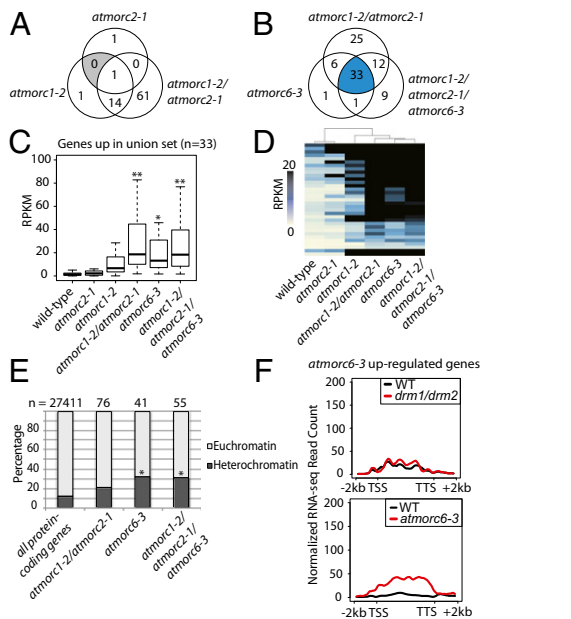 A
atmorc2-1
1
0
0
1
atmorc1-2
1
14
61
atmorc1-2/
atmorc2-1
B
atmorc1-2/atmorc2-1
25
6
12
33
atmorc6-3
1
1
9
atmorc1-2/
atmorc2-1/
atmorc6-3
C
Genes up in union set (n=33)
RPKM
100
80
60
40
20
0
**
*
**
wild-type
atmorc2-1
atmorc1-2
atmorc1-2/atmorc2-1
atmorc6-3
atmorc1-2/
atmorc2-1/
atmorc6-3
D
20
RPKM
0
wild-type
atmorc2-1
atmorc1-2
atmorc1-2/atmorc2-1
atmorc6-3
atmorc1-2/
atmorc2-1/
atmorc6-3
E
n = 27411 76 41 55
Percentage
100
80
60
40
20
0
*
*
Euchromatin
Heterochromatin
all protein-
coding genes
atmorc1-2/atmorc2-1
atmorc6-3
atmorc1-2/
atmorc2-1/
atmorc6-3
F
atmorc6-3 up-regulated genes
Normalized RNA-seq Read Count
200
150
100
50
0
WT
drm1/drm2
-2kb TSS TTS +2kb
200
150
100
50
0
WT
atmorc6-3
-2kb TSS TTS +2kb